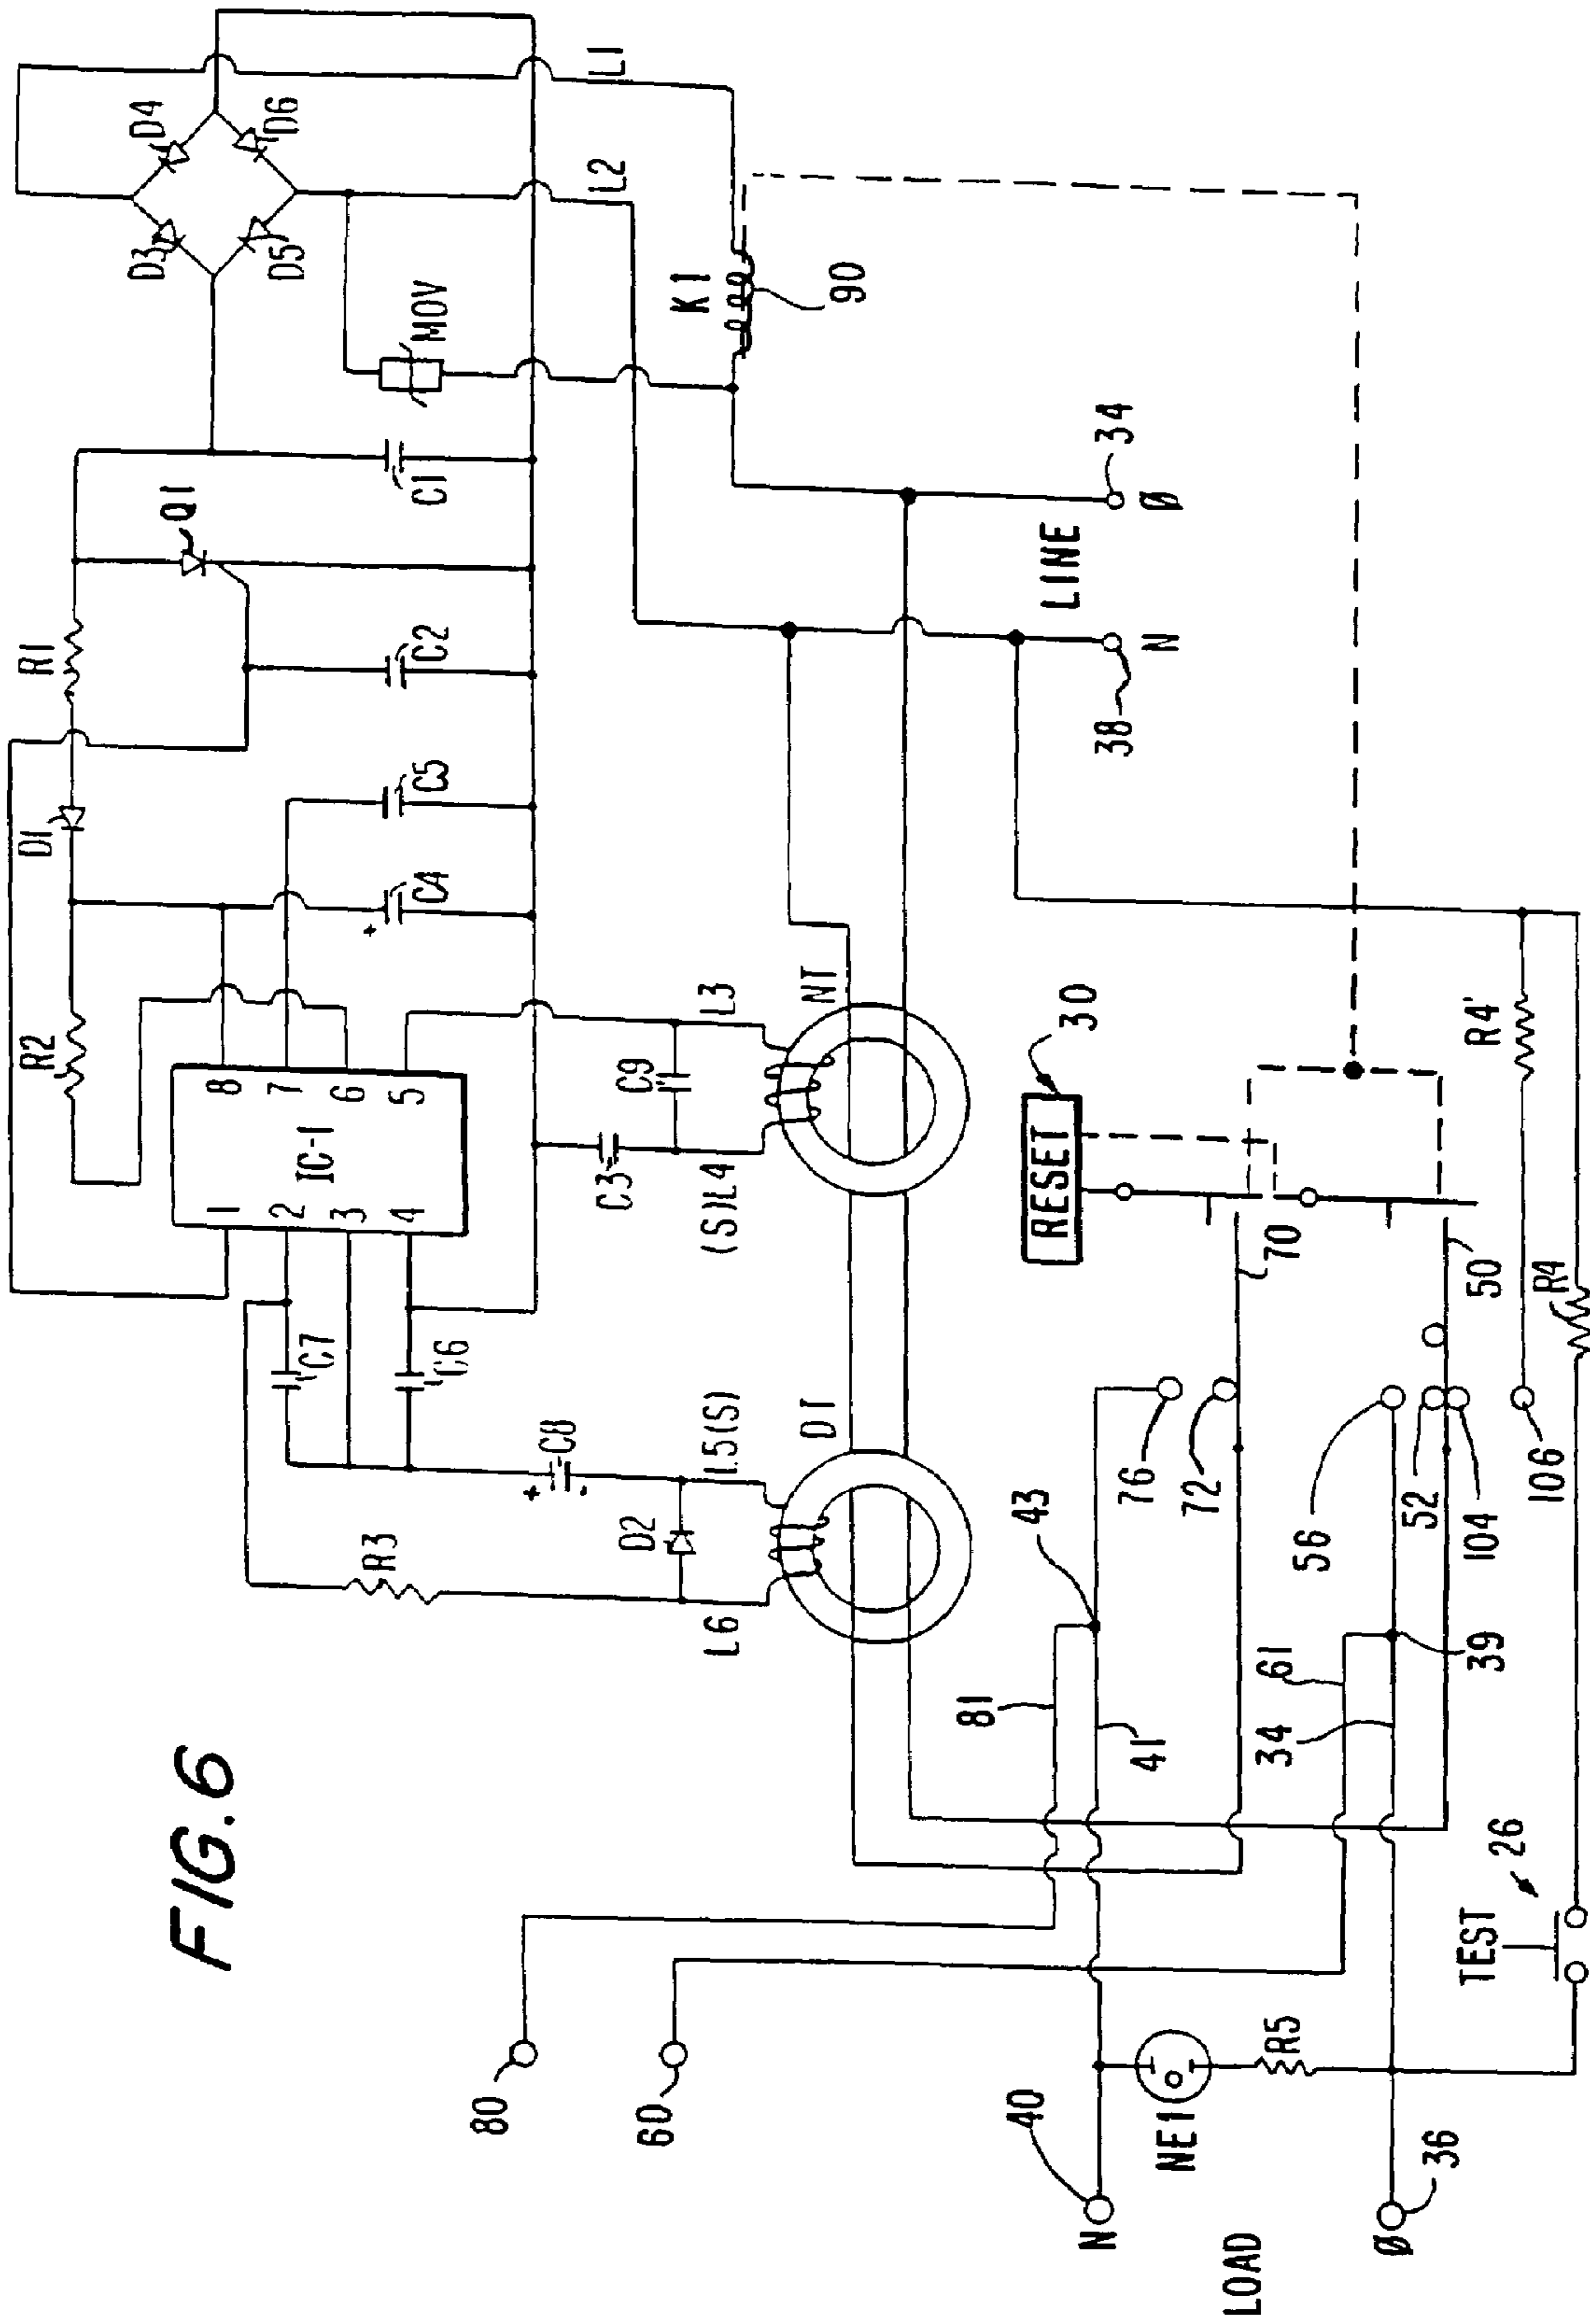 FIG. 6
D4
D6
D3
D5
L1
L2
MOV
K1
90
C1
Q1
R1
C2
D1
C5
C4
R2
IC-1
1
2
3
4
5
6
7
8
C7
C6
C3
C9
L3
(S)L4
NT
R3
+
+
-
C8
D2
L5(S)
L6
DT
34
Ø
LINE
N
38
RESET
30
70
50
R4'
R4
76
72
43
56
52
104
106
81
41
61
34
39
80
60
TEST
26
40
N
NE1
R5
LOAD
Ø
36